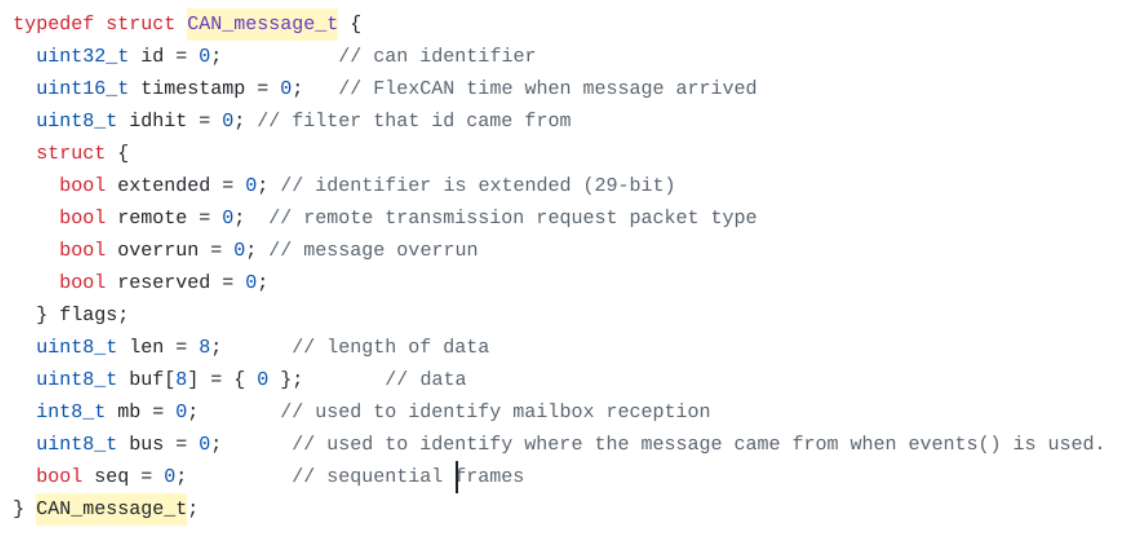 typedef struct CAN_message_t {
  uint32_t id = 0;          // can identifier
  uint16_t timestamp = 0;   // FlexCAN time when message arrived
  uint8_t idhit = 0; // filter that id came from
  struct {
    bool extended = 0; // identifier is extended (29-bit)
    bool remote = 0;  // remote transmission request packet type
    bool overrun = 0; // message overrun
    bool reserved = 0;
  } flags;
  uint8_t len = 8;      // length of data
  uint8_t buf[8] = { 0 };       // data
  int8_t mb = 0;       // used to identify mailbox reception
  uint8_t bus = 0;      // used to identify where the message came from when events() is used.
  bool seq = 0;         // sequential frames
} CAN_message_t;